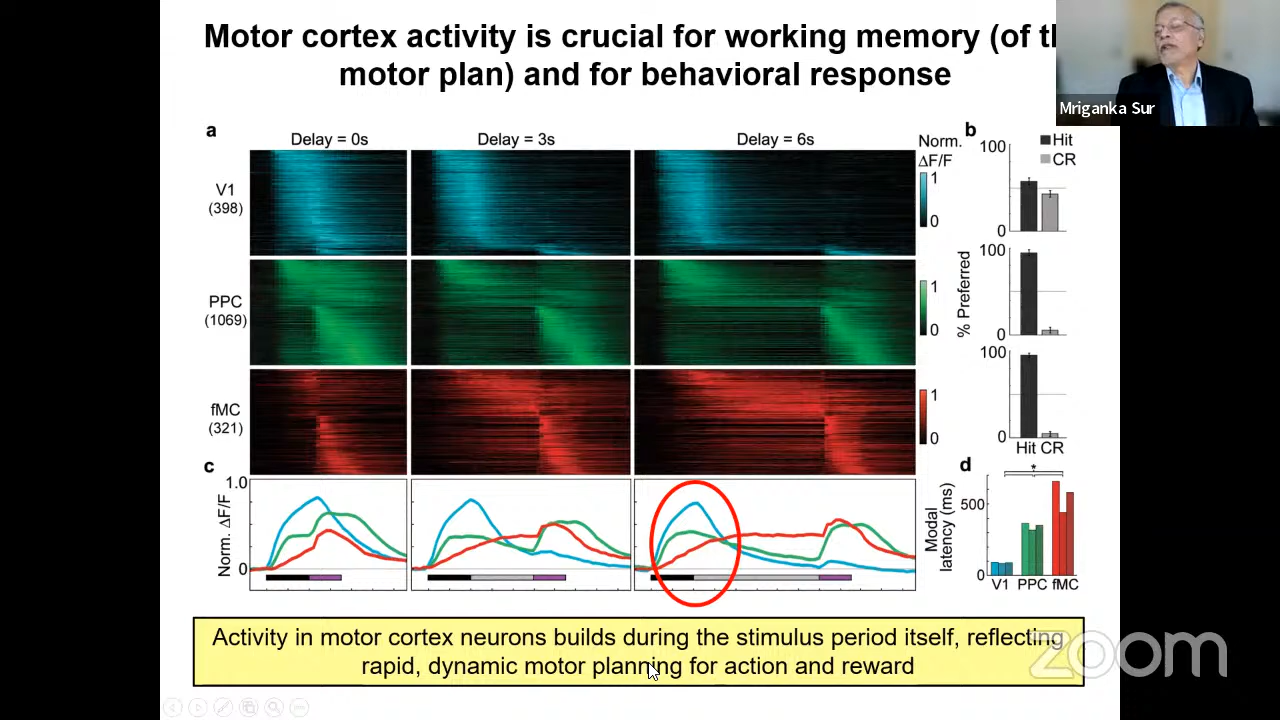 Motor cortex activity is crucial for working memory (of
motor plan) and for behavioral response
Mriganka Sur
a
Delay = 0s
Delay = 3s
Delay = 6s
Norm.
ΔF/F
V1
(398)
1
0
PPC
(1069)
1
0
fMC
(321)
1
0
b
Hit
CR
100
0
100
0
100
0
% Preferred
Hit CR
c
1.0
0
Norm. ΔF/F
d
*
500
0
Modal
latency (ms)
V1 PPC fMC
Activity in motor cortex neurons builds during the stimulus period itself, reflecting
rapid, dynamic motor planning for action and reward
zoom